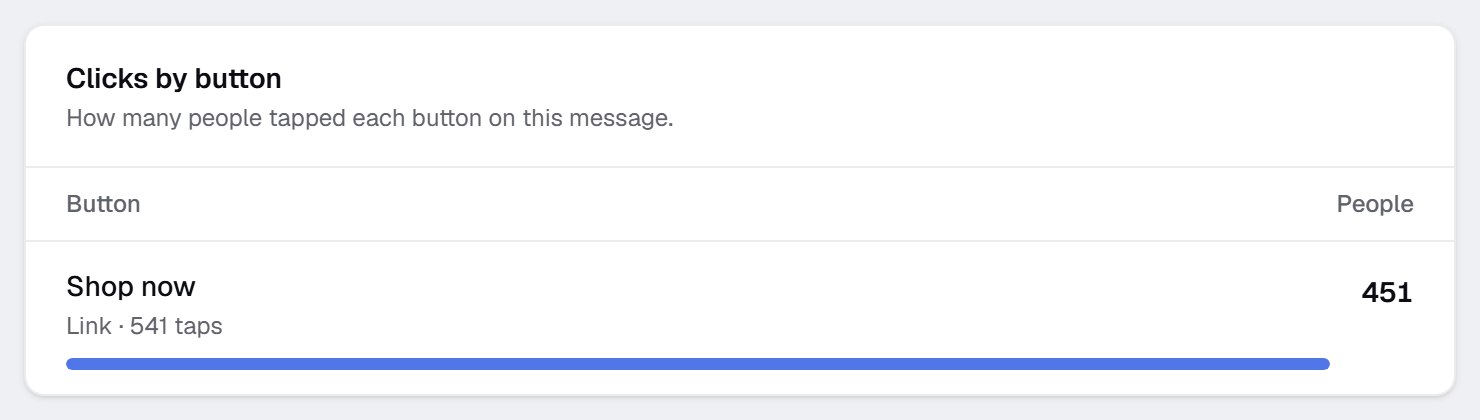 Clicks by button
How many people tapped each button on this message.
Button People
Shop now 451
Link · 541 taps